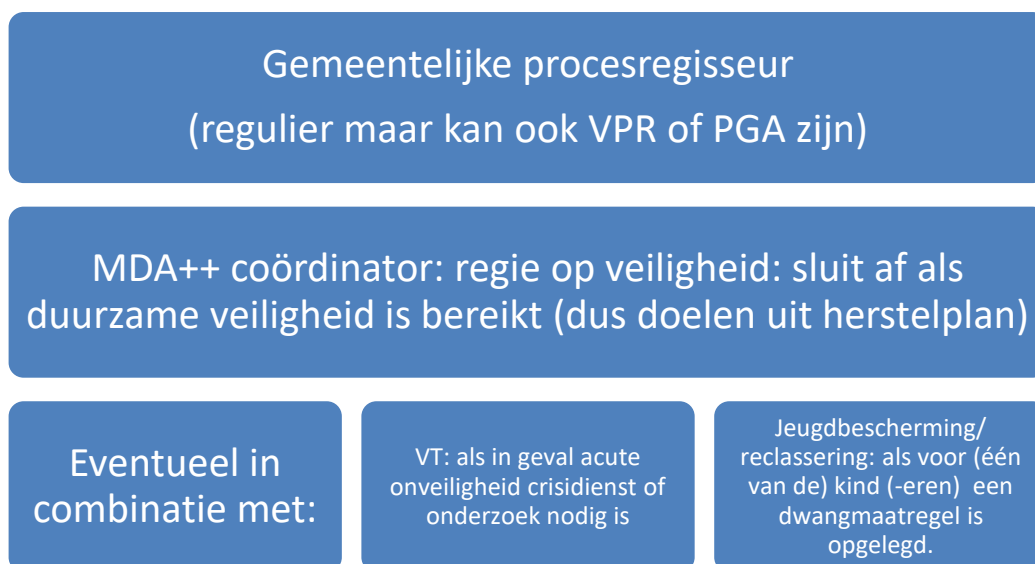 Gemeentelijke procesregisseur
(regulier maar kan ook VPR of PGA zijn)
MDA++ coördinator: regie op veiligheid: sluit af als
duurzame veiligheid is bereikt (dus doelen uit herstelplan)
Eventueel in
combinatie met:
VT: als in geval acute
onveiligheid crisidienst of
onderzoek nodig is
Jeugdbescherming/
reclassering: als voor (één
van de) kind (-eren) een
dwangmaatregel is
opgelegd.